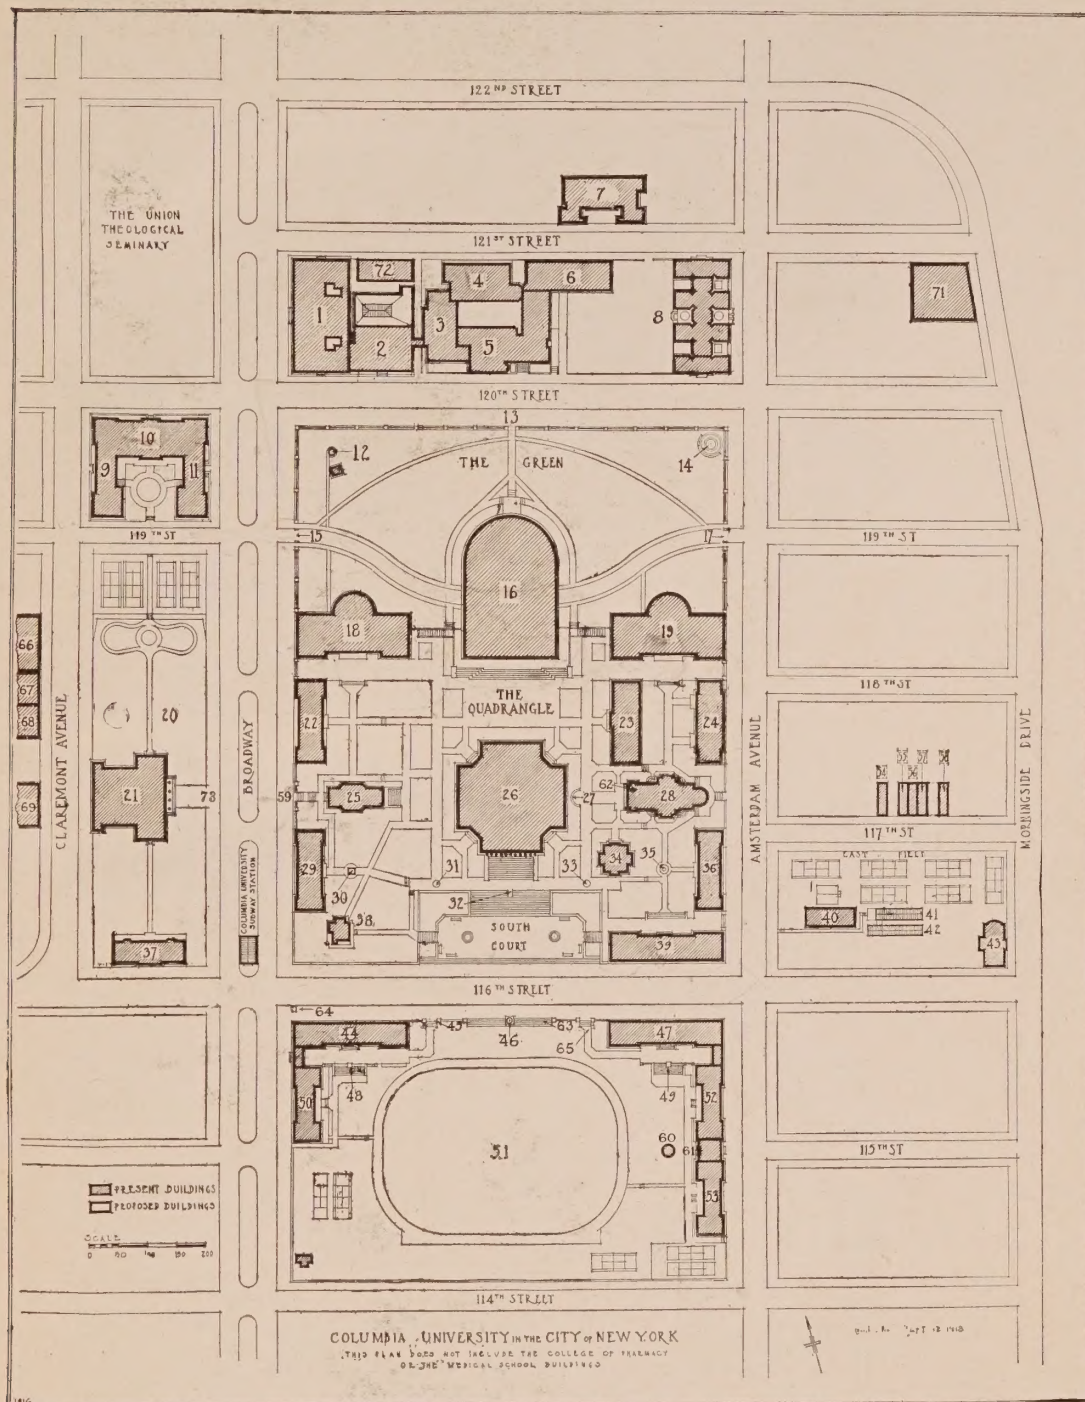 122ND STREET
THE UNION
THEOLOGICAL
SEMINARY
7
121ST STREET
72
4
6
71
1
3
8
2
5
120TH STREET
13
10
12
THE GREEN
14
9
11
119TH ST
15
17
119TH ST
16
66
18
19
67
118TH ST
68
CLAREMONT AVENUE
20
BROADWAY
THE
QUADRANGLE
22
23
24
AMSTERDAM AVENUE
MORNINGSIDE DRIVE
69
21
73
59
25
26
27
62
28
117TH ST
EAST FIELD
COLUMBIA UNIVERSITY
SUBWAY STATION
29
30
31
33
34
35
36
32
40
41
42
43
38
SOUTH
COURT
39
37
116TH STREET
64
44
45
46
63
65
47
50
48
49
52
51
60
61
115TH ST
53
PRESENT BUILDINGS
PROPOSED BUILDINGS
SCALE
0 50 100 150 200
114TH STREET
COLUMBIA UNIVERSITY IN THE CITY OF NEW YORK
THIS PLAN DOES NOT INCLUDE THE COLLEGE OF PHARMACY
OR THE MEDICAL SCHOOL BUILDINGS